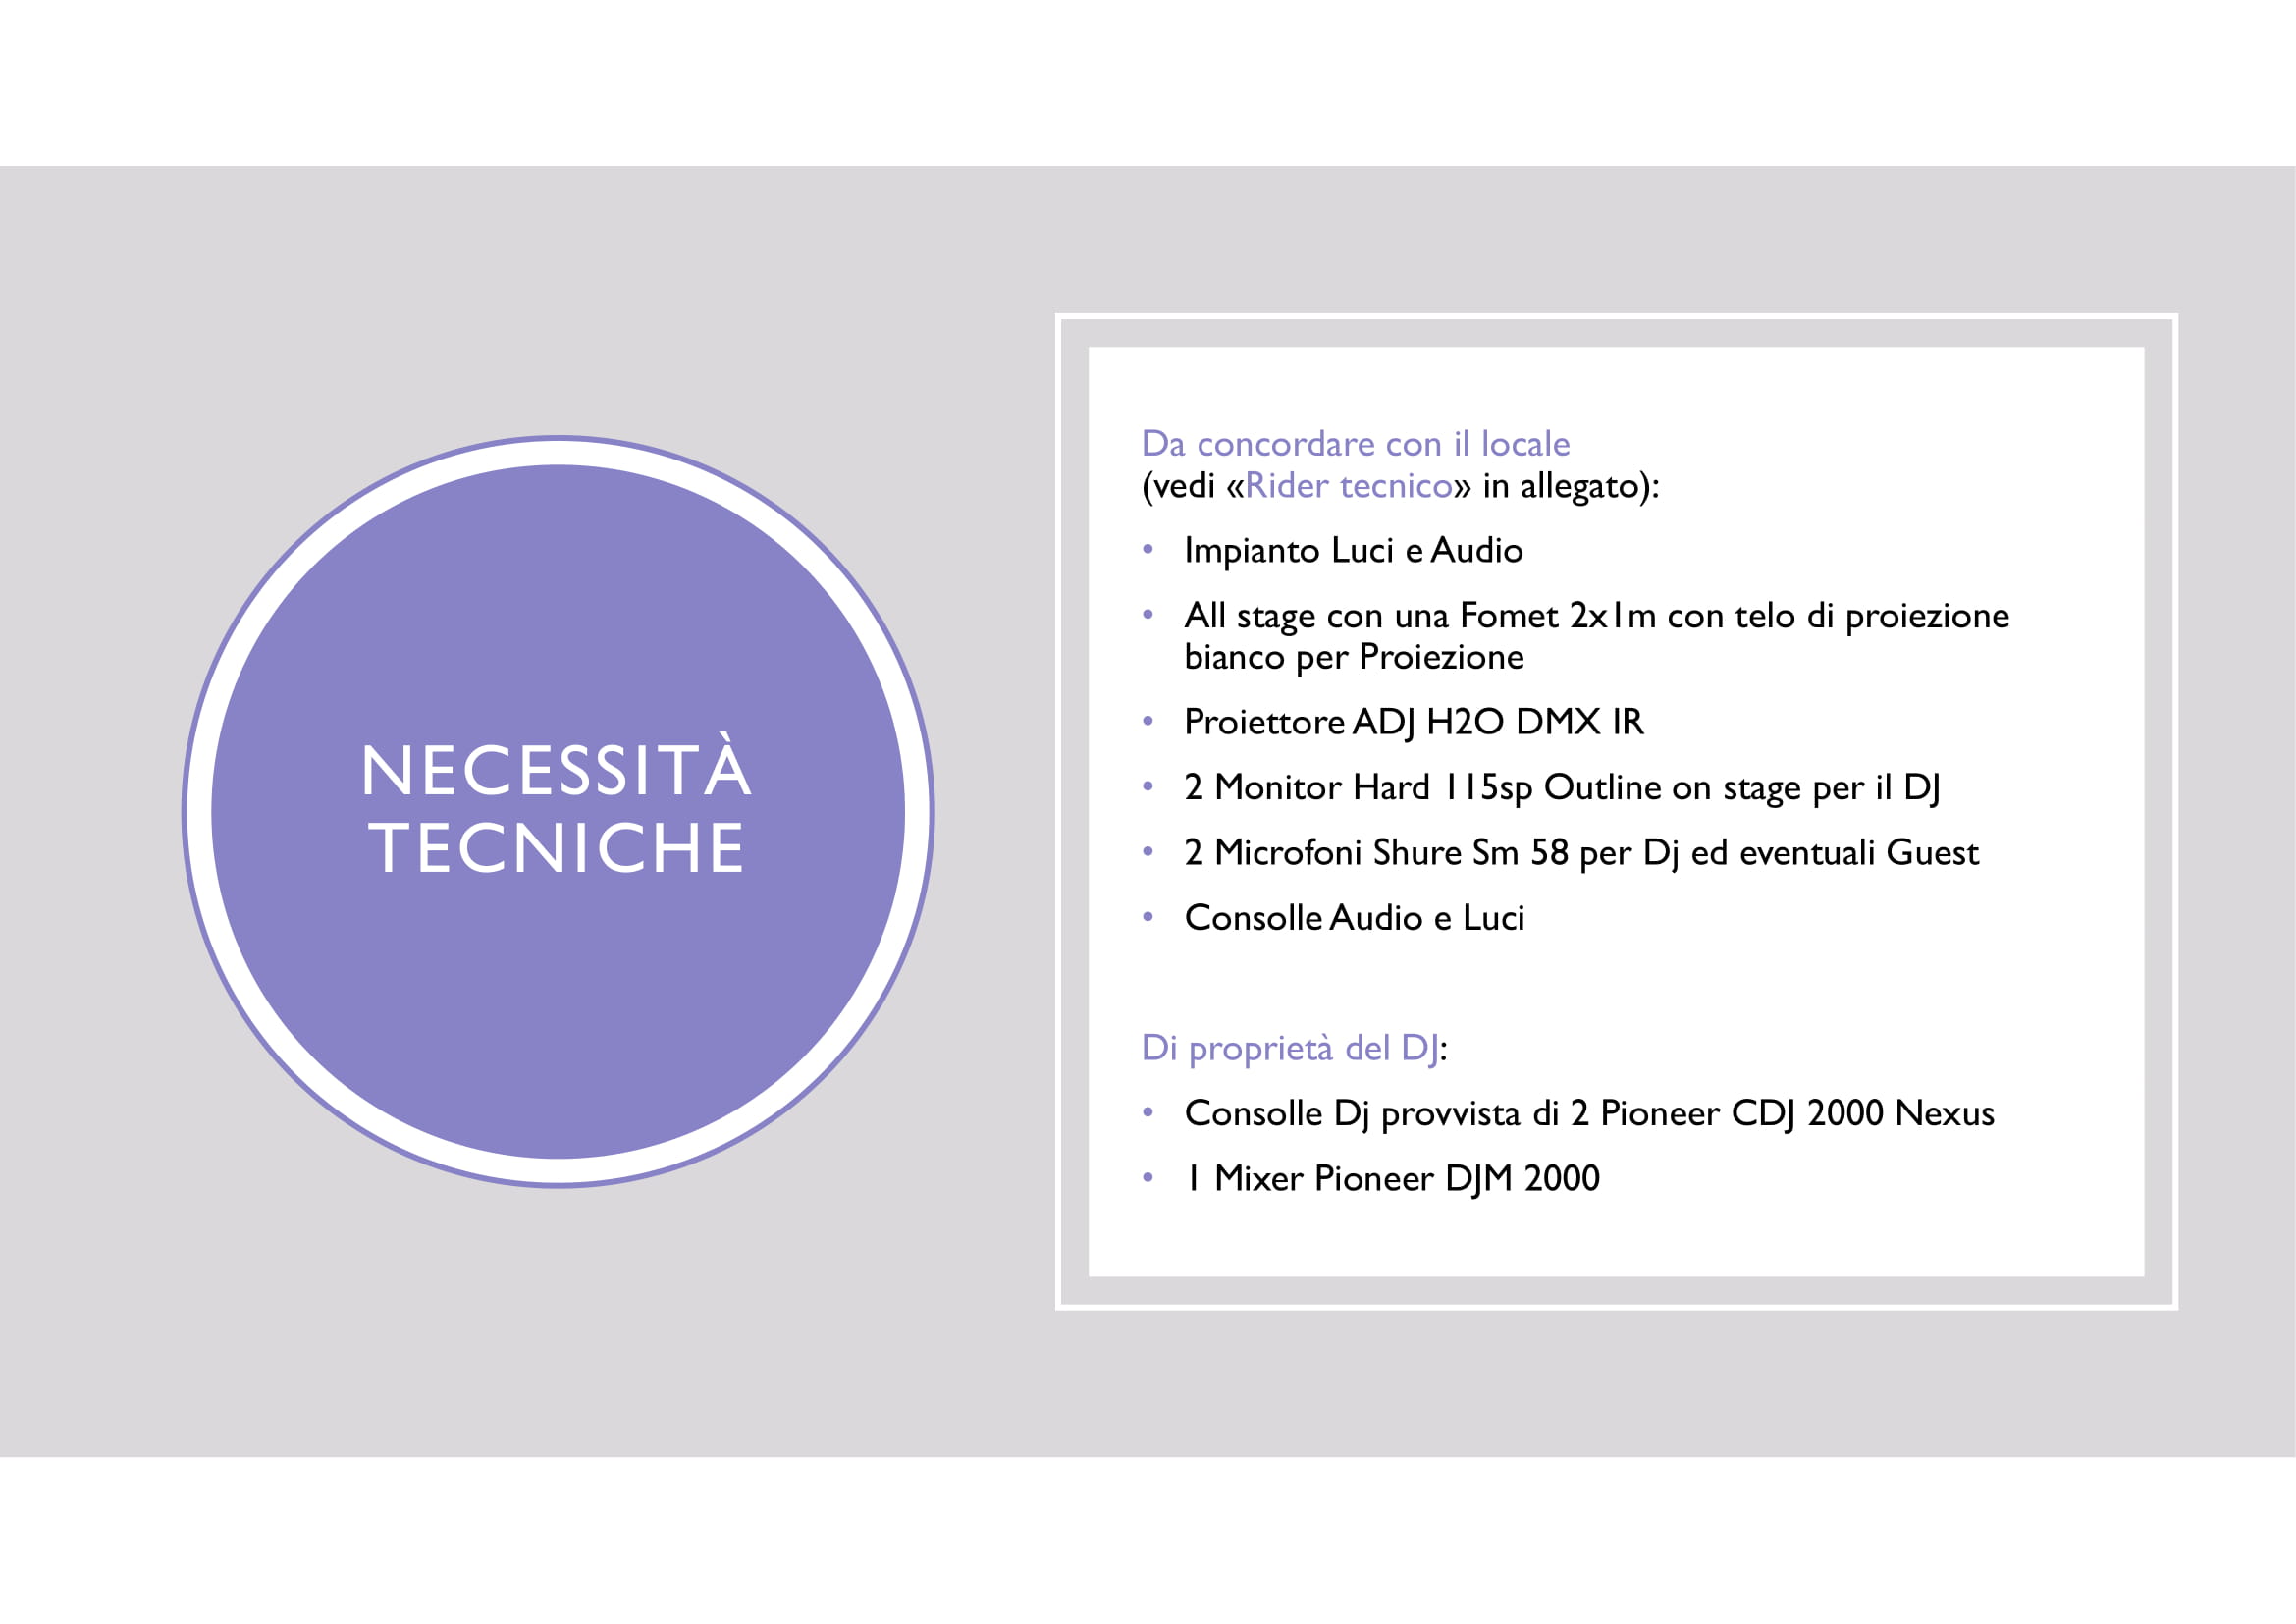 NECESSITÀ
TECNICHE
Da concordare con il locale
(vedi «Rider tecnico» in allegato):
• Impianto Luci e Audio
• All stage con una Fomet 2x1m con telo di proiezione
bianco per Proiezione
• Proiettore ADJ H2O DMX IR
• 2 Monitor Hard 115sp Outline on stage per il DJ
• 2 Microfoni Shure Sm 58 per Dj ed eventuali Guest
• Consolle Audio e Luci
Di proprietà del DJ:
• Consolle Dj provvista di 2 Pioneer CDJ 2000 Nexus
• 1 Mixer Pioneer DJM 2000